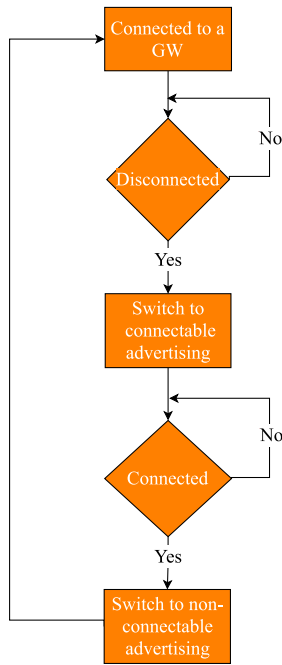 Connected to a
GW
No
Disconnected
Yes
Switch to
connectable
advertising
No
Connected
Yes
Switch to non-
connectable
advertising